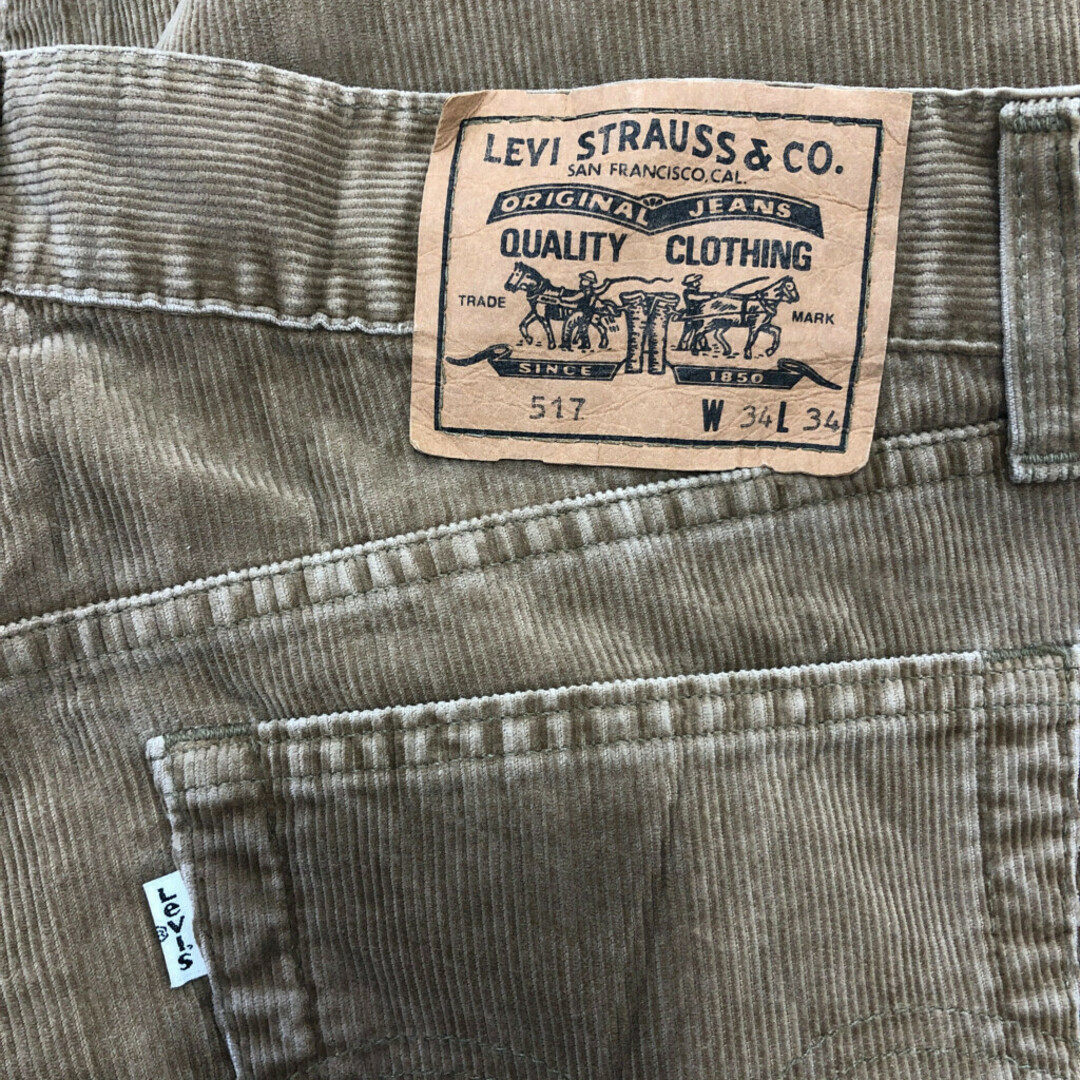 LEVI STRAUSS & CO.
SAN FRANCISCO, CAL.
ORIGINAL JEANS
QUALITY CLOTHING
TRADE MARK
SINCE 1850
517 W 34 L 34
Levi's
®